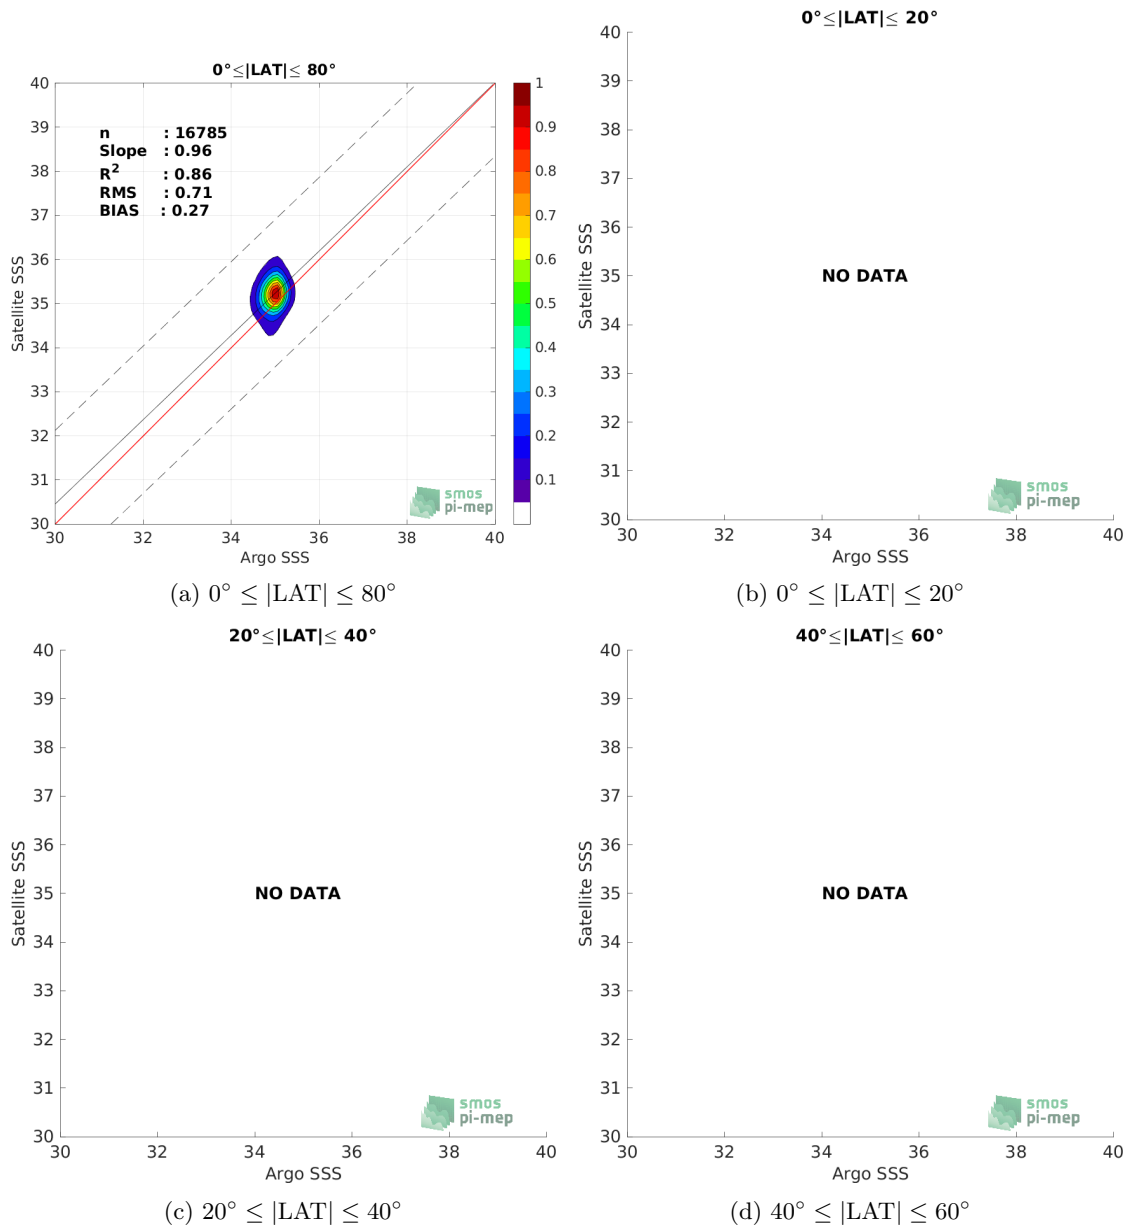 0°≤|LAT|≤ 80°
40
39
38
37
36
35
34
33
32
31
30
Satellite SSS
n : 16785
Slope : 0.96
R² : 0.86
RMS : 0.71
BIAS : 0.27
smos
pi-mep
30 32 34 36 38 40
Argo SSS
1
0.9
0.8
0.7
0.6
0.5
0.4
0.3
0.2
0.1
(a) 0° ≤ |LAT| ≤ 80°
0°≤|LAT|≤ 20°
40
39
38
37
36
35
34
33
32
31
30
Satellite SSS
NO DATA
smos
pi-mep
30 32 34 36 38 40
Argo SSS
(b) 0° ≤ |LAT| ≤ 20°
20°≤|LAT|≤ 40°
40
39
38
37
36
35
34
33
32
31
30
Satellite SSS
NO DATA
smos
pi-mep
30 32 34 36 38 40
Argo SSS
(c) 20° ≤ |LAT| ≤ 40°
40°≤|LAT|≤ 60°
40
39
38
37
36
35
34
33
32
31
30
Satellite SSS
NO DATA
smos
pi-mep
30 32 34 36 38 40
Argo SSS
(d) 40° ≤ |LAT| ≤ 60°